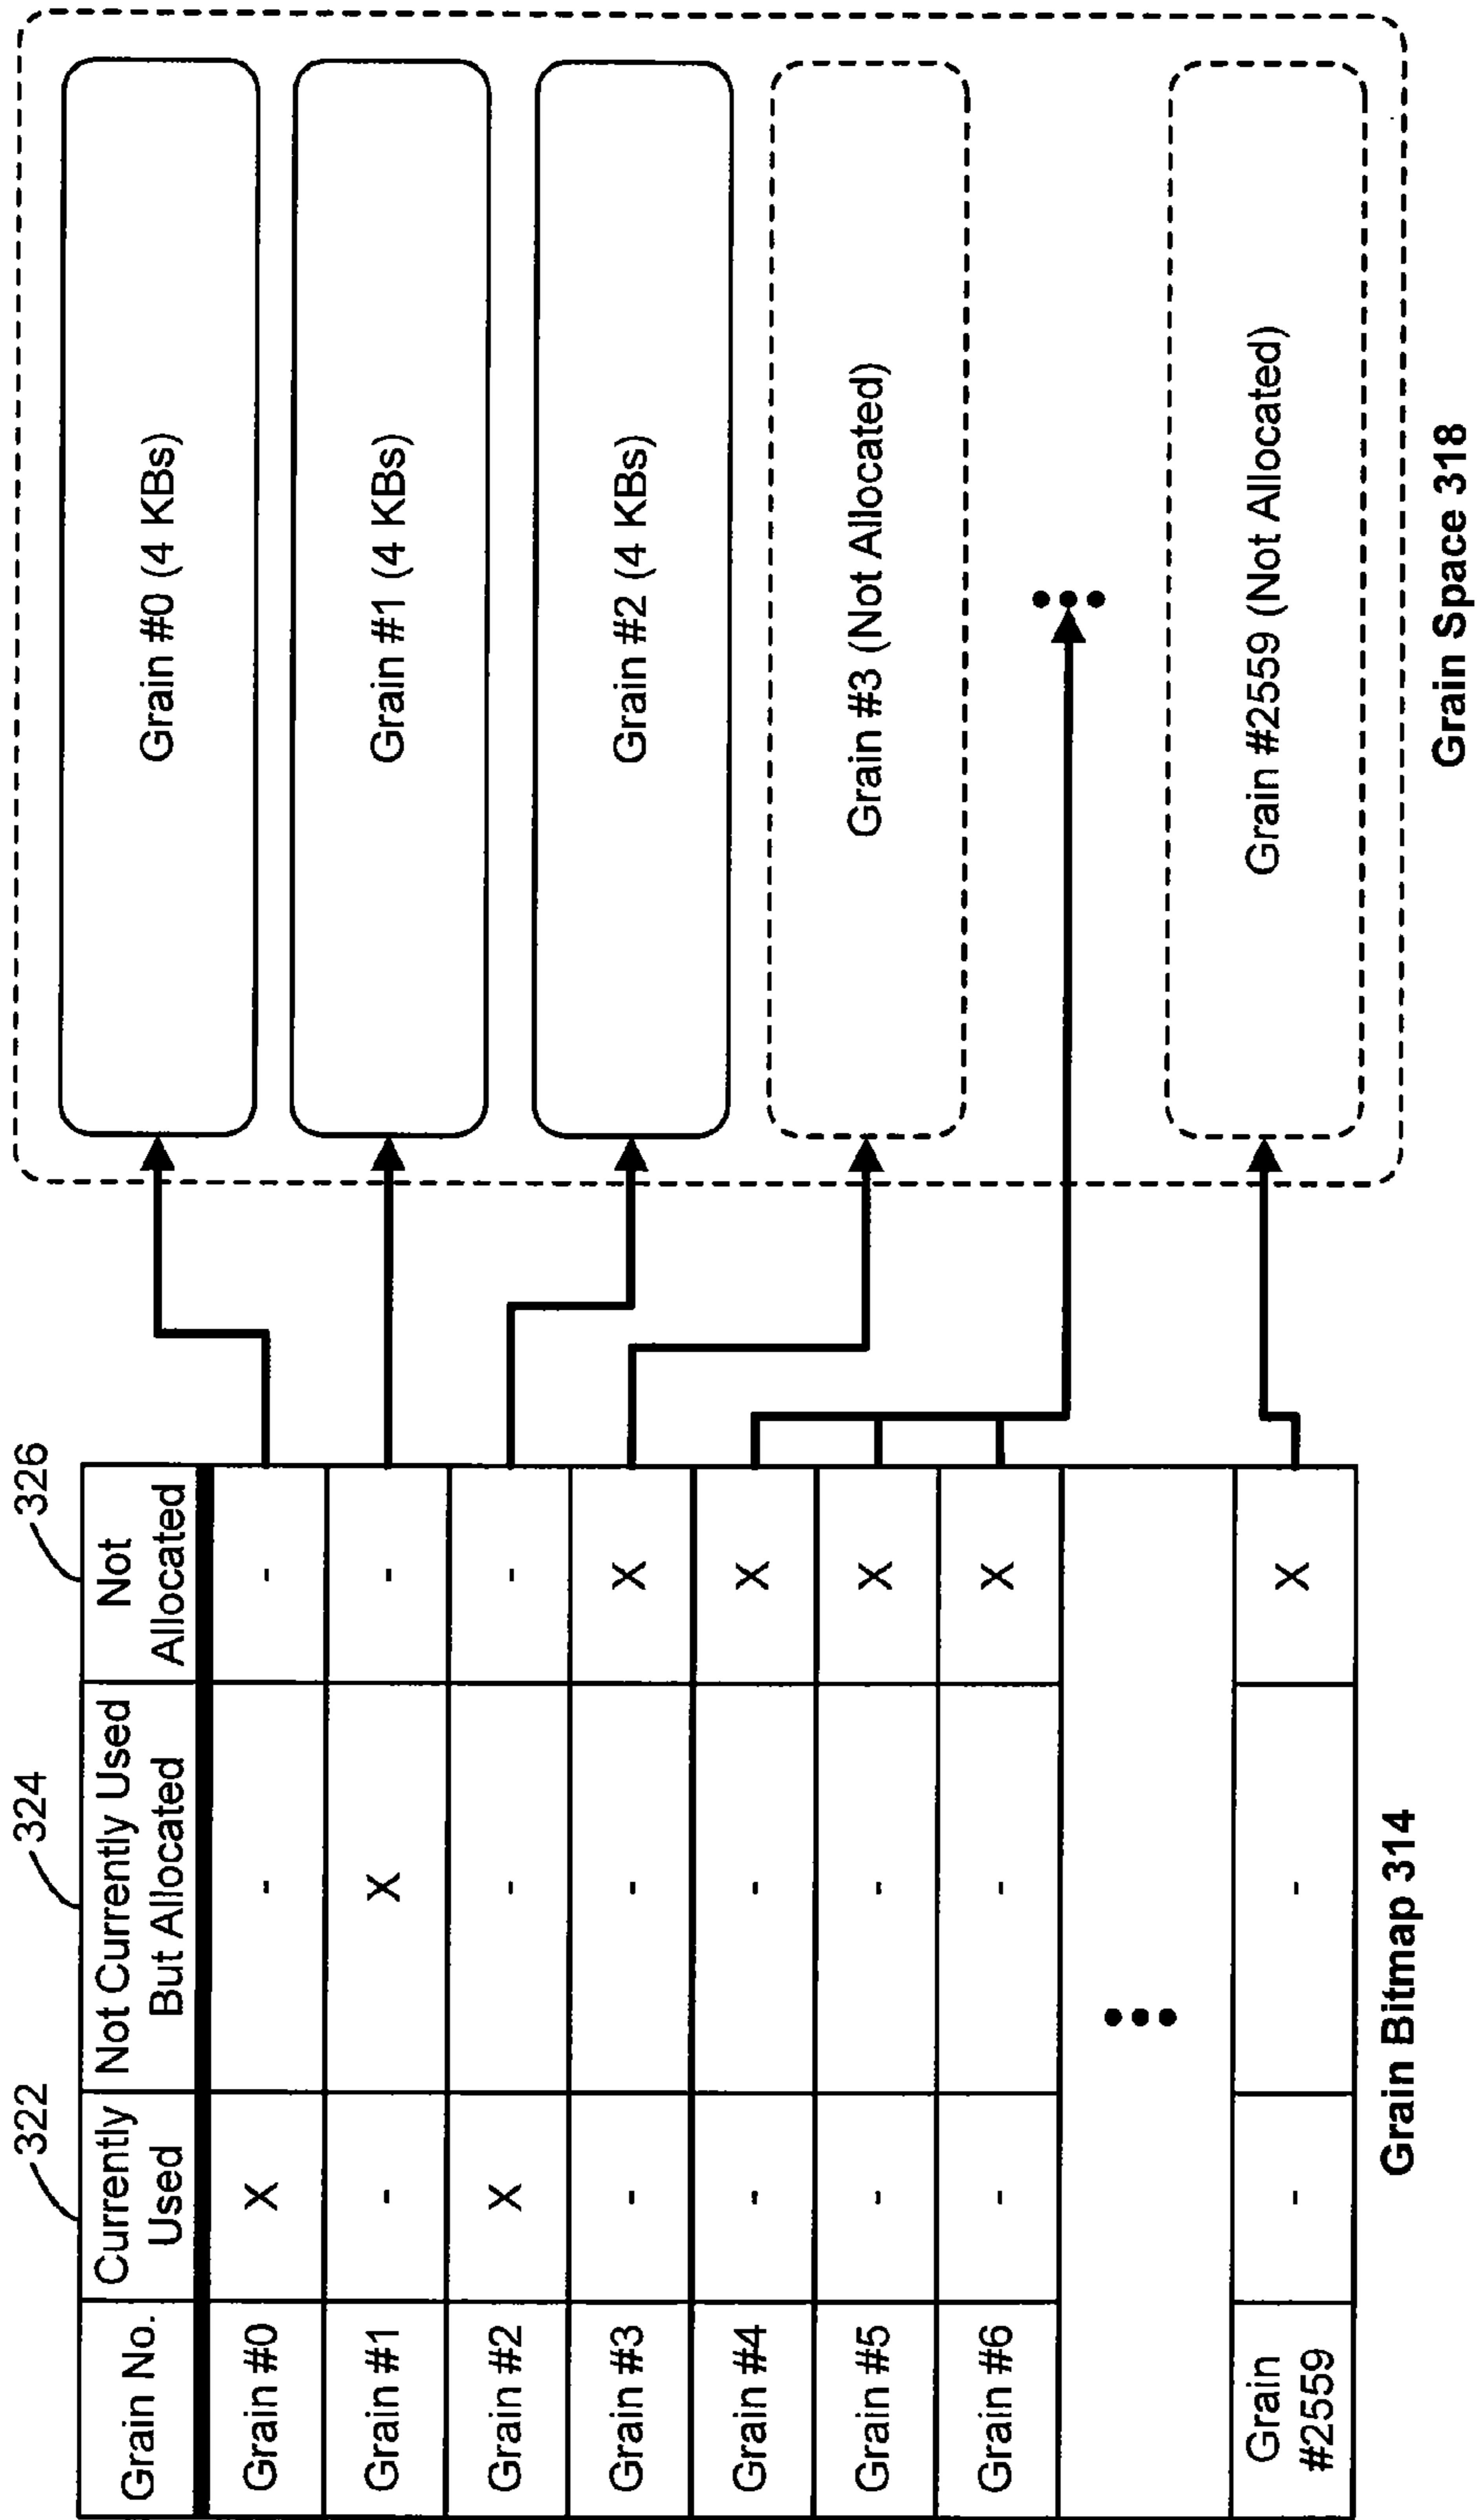 322
324
326
Grain No.
Currently
Used
Not Currently Used
But Allocated
Not
Allocated
Grain #0
X
-
-
Grain #1
-
X
-
Grain #2
X
-
-
Grain #3
-
-
X
Grain #4
-
-
X
Grain #5
-
-
X
Grain #6
-
-
X
Grain
#2559
-
-
X
Grain Bitmap 314
Grain #0 (4 KBs)
Grain #1 (4 KBs)
Grain #2 (4 KBs)
Grain #3 (Not Allocated)
Grain #2559 (Not Allocated)
Grain Space 318